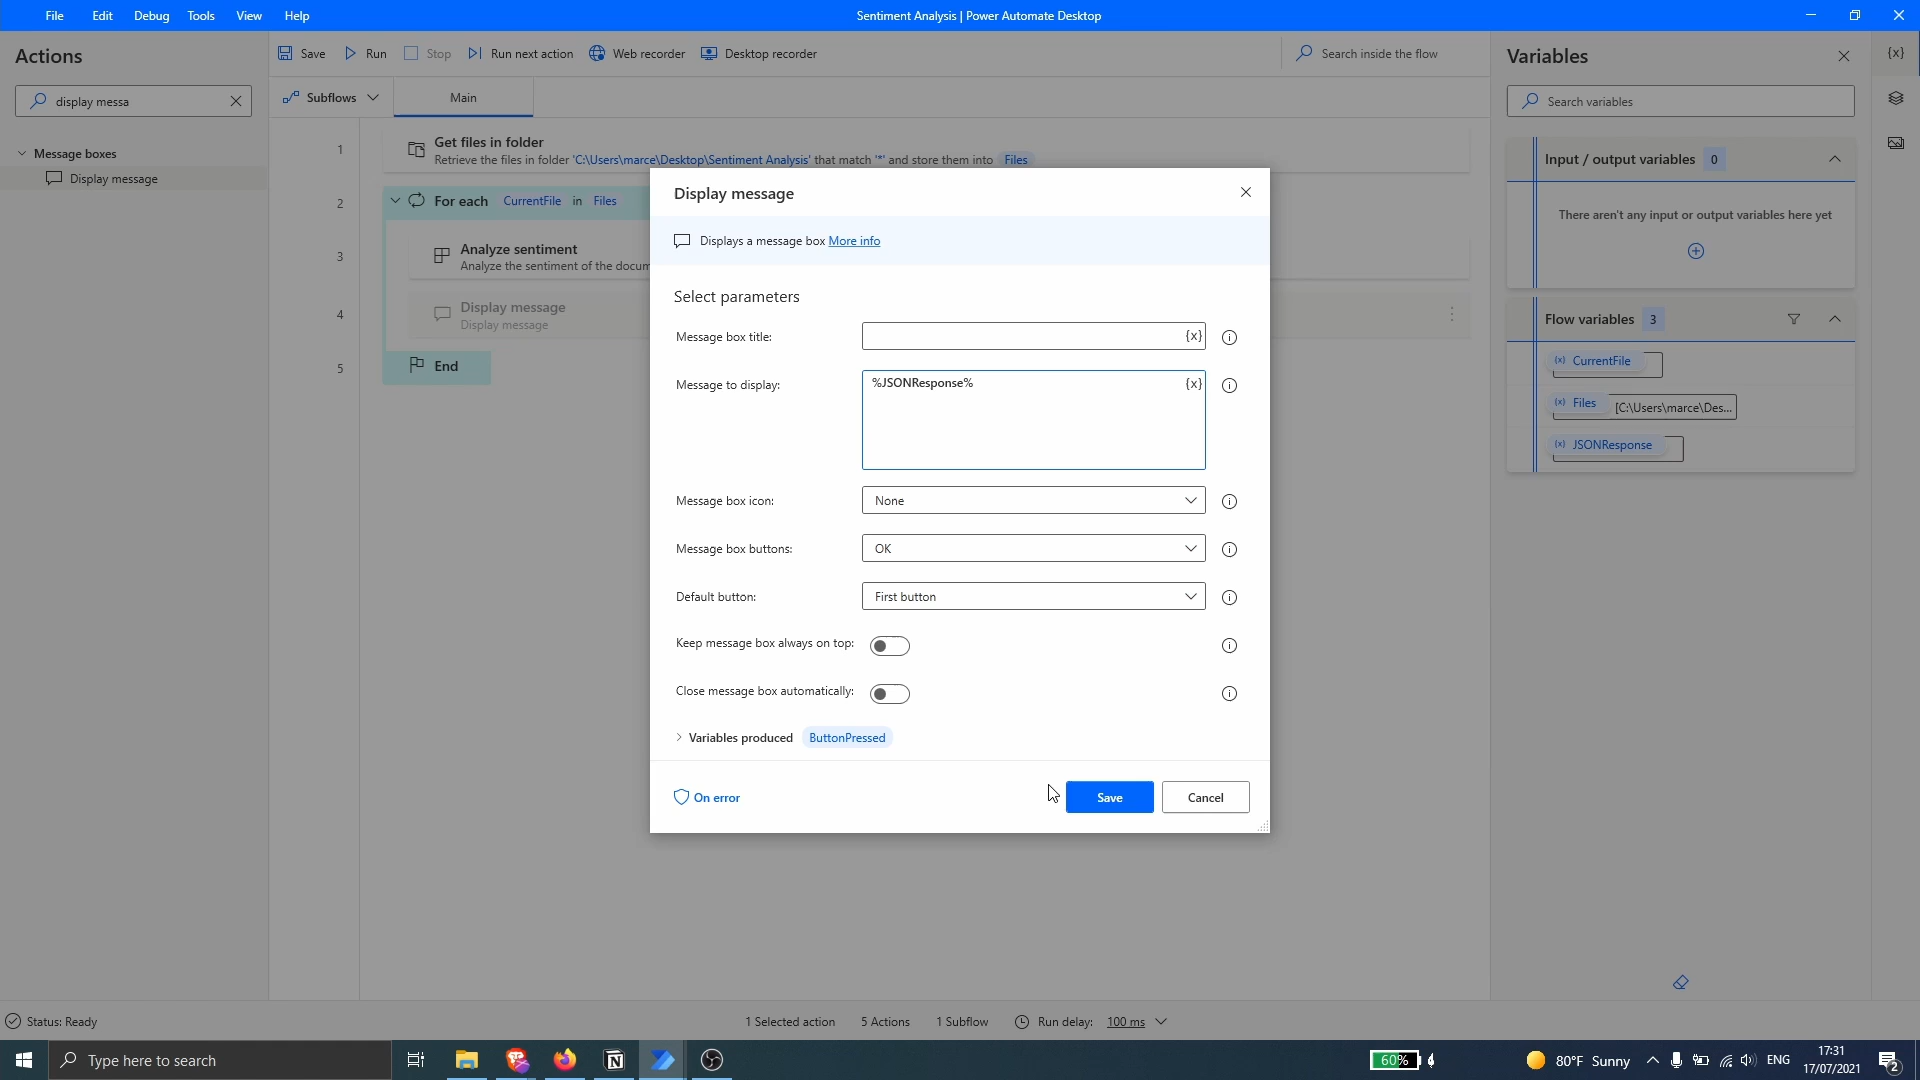 File Edit Debug Tools View Help Sentiment Analysis | Power Automate Desktop
Actions
display messa
Message boxes
Display message
Save Run Stop Run next action Web recorder Desktop recorder Search inside the flow
Subflows Main
1 Get files in folder
Retrieve the files in folder 'C:\Users\marce\Desktop\Sentiment Analysis' that match '*' and store them into Files
2 For each CurrentFile in Files
3 Analyze sentiment
Analyze the sentiment of the docum
4 Display message
Display message
5 End
Display message
Displays a message box More info
Select parameters
Message box title: {x}
Message to display: %JSONResponse% {x}
Message box icon: None
Message box buttons: OK
Default button: First button
Keep message box always on top:
Close message box automatically:
Variables produced ButtonPressed
On error Save Cancel
Variables {x}
Search variables
Input / output variables 0
There aren't any input or output variables here yet
Flow variables 3
(x) CurrentFile
(x) Files [C:\Users\marce\Des...
(x) JSONResponse
Status: Ready 1 Selected action 5 Actions 1 Subflow Run delay: 100 ms
Type here to search 60% 80°F Sunny ENG 17:31
17/07/2021 2